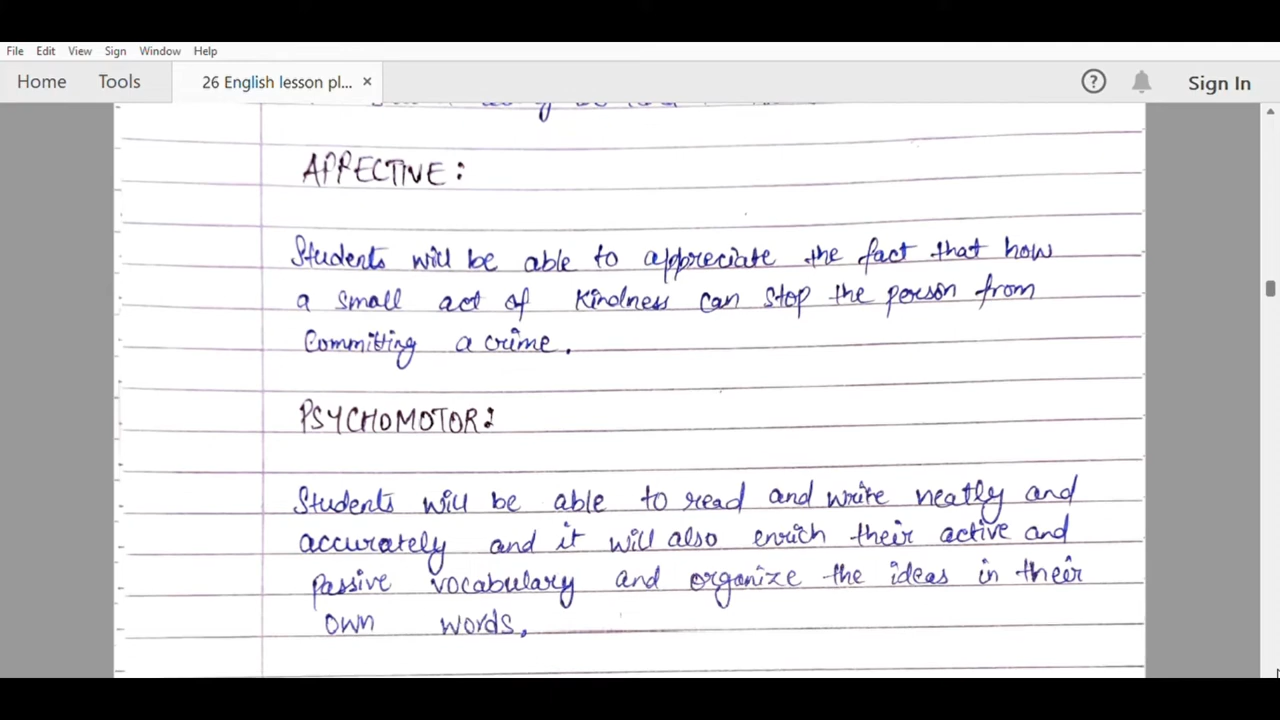 File Edit View Sign Window Help
Home Tools 26 English lesson pl... × ? Sign In
APPECTIVE:
Students will be able to appreciate the fact that how
a small act of kindness can stop the person from
Committing a crime.
PSYCHOMOTOR:
Students will be able to read and write neatly and
accurately and it will also enrich their active and
passive vocabulary and organize the ideas in their
own words,